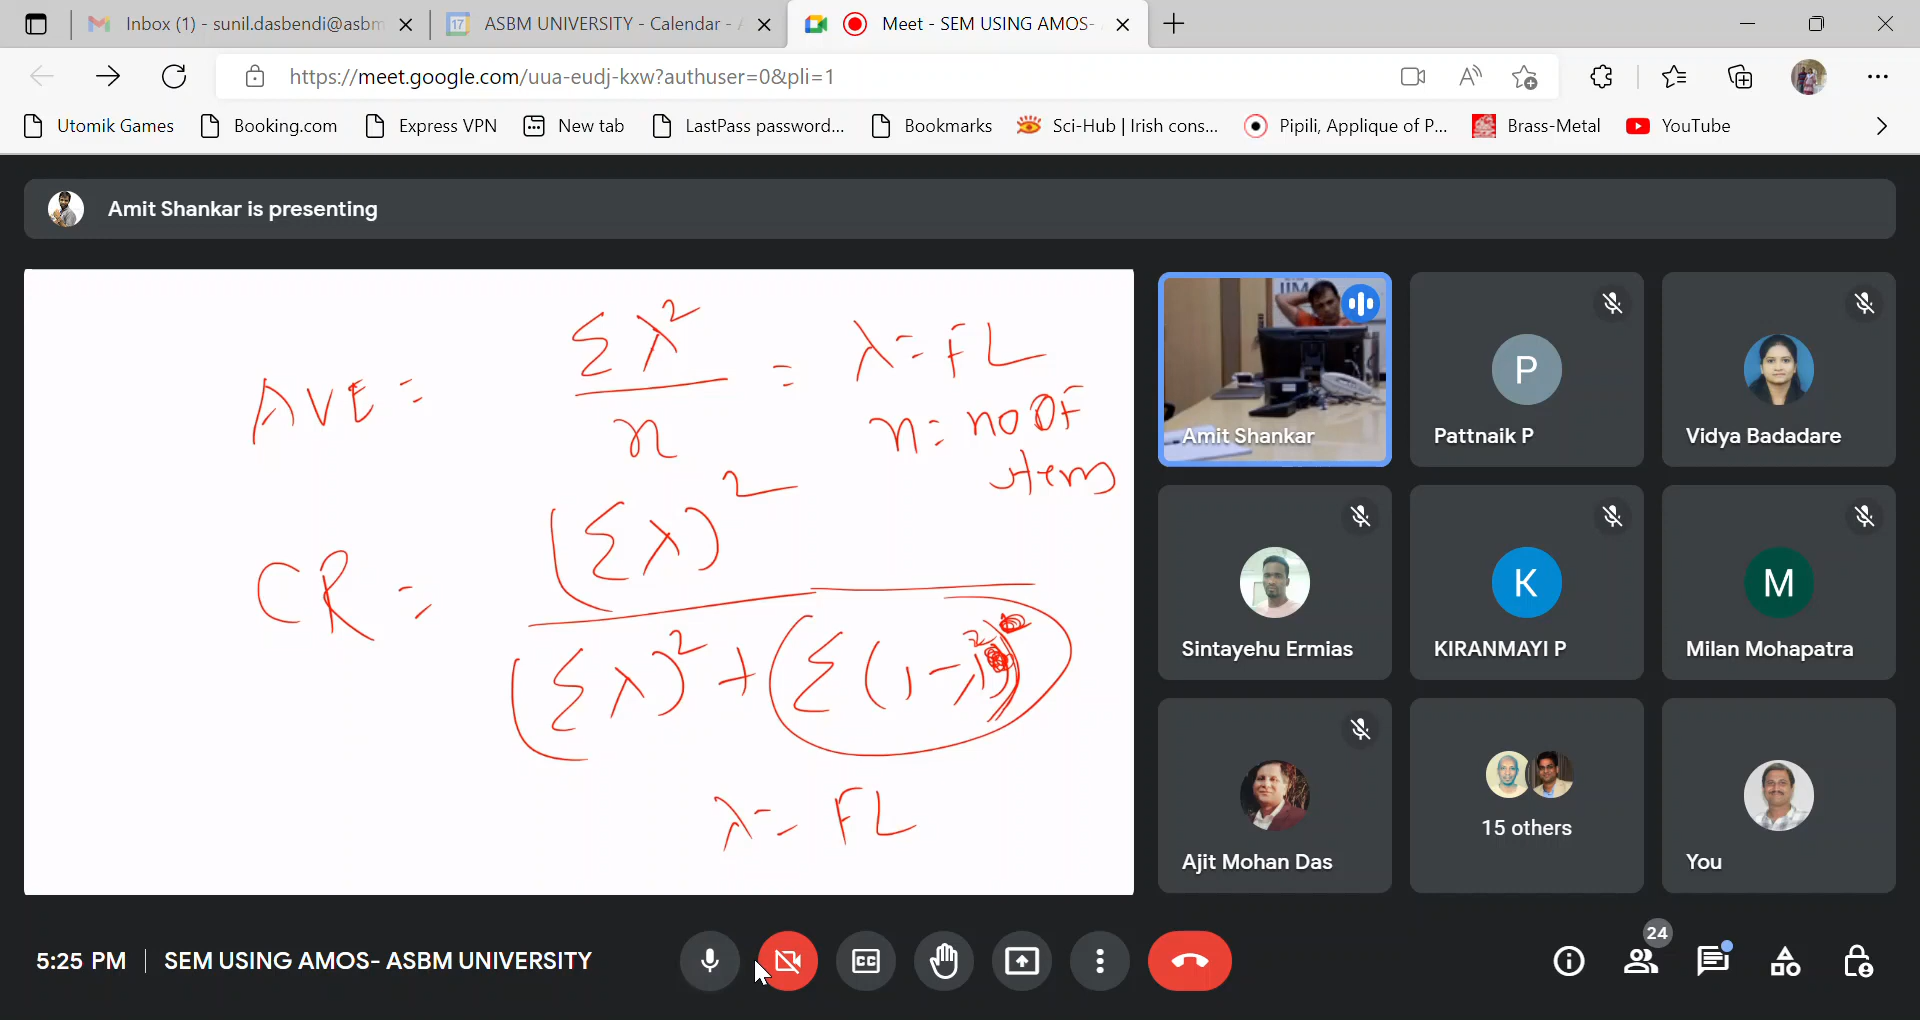 Inbox (1) - sunil.dasbendi@asbm
ASBM UNIVERSITY - Calendar - A
Meet - SEM USING AMOS-
https://meet.google.com/uua-eudj-kxw?authuser=0&pli=1
Utomik Games
Booking.com
Express VPN
New tab
LastPass password...
Bookmarks
Sci-Hub | Irish cons...
Pipili, Applique of P...
Brass-Metal
YouTube
Amit Shankar is presenting
AVE = Σλ² / n = λ = FL
n = no OF
items
CR = (Σλ)² / (Σλ)² + (Σ(1-λ²))
λ = FL
IIM
Amit Shankar
P
Pattnaik P
Vidya Badadare
Sintayehu Ermias
K
KIRANMAYI P
M
Milan Mohapatra
Ajit Mohan Das
15 others
You
5:25 PM | SEM USING AMOS- ASBM UNIVERSITY
CC
24